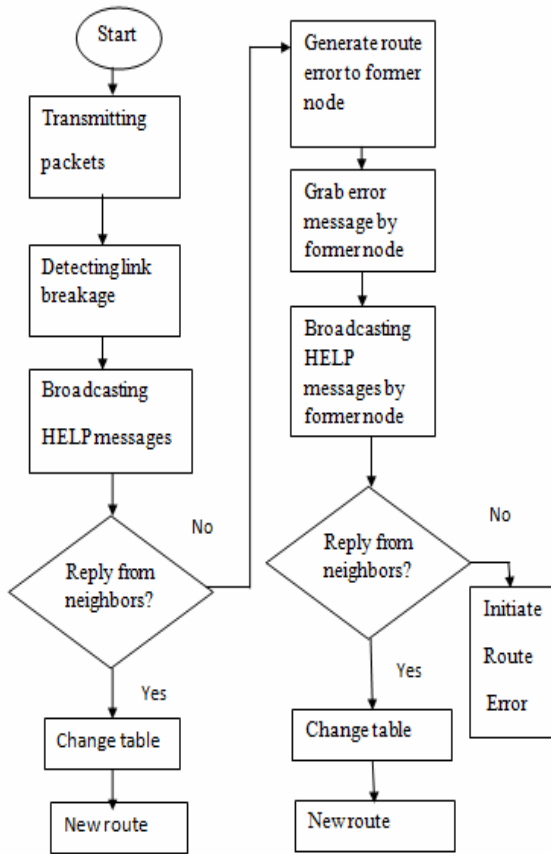 Start
Transmitting
packets
Detecting link
breakage
Broadcasting
HELP messages
No
Reply from
neighbors?
Yes
Change table
New route
Generate route
error to former
node
Grab error
message by
former node
Broadcasting
HELP
messages by
former node
No
Reply from
neighbors?
Initiate
Route
Error
Yes
Change table
New route